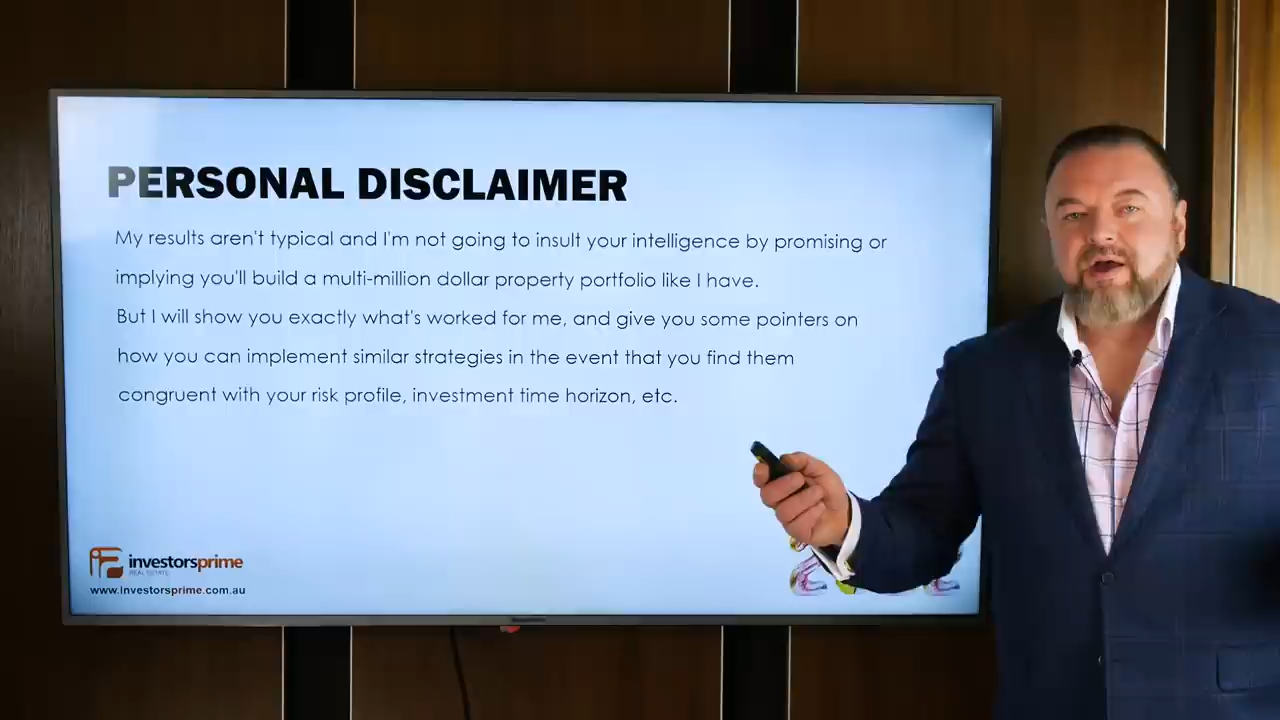 PERSONAL DISCLAIMER
My results aren't typical and I'm not going to insult your intelligence by promising or
implying you'll build a multi-million dollar property portfolio like I have.
But I will show you exactly what's worked for me, and give you some pointers on
how you can implement similar strategies in the event that you find them
congruent with your risk profile, investment time horizon, etc.
investorsprime
REAL ESTATE
www.investorsprime.com.au